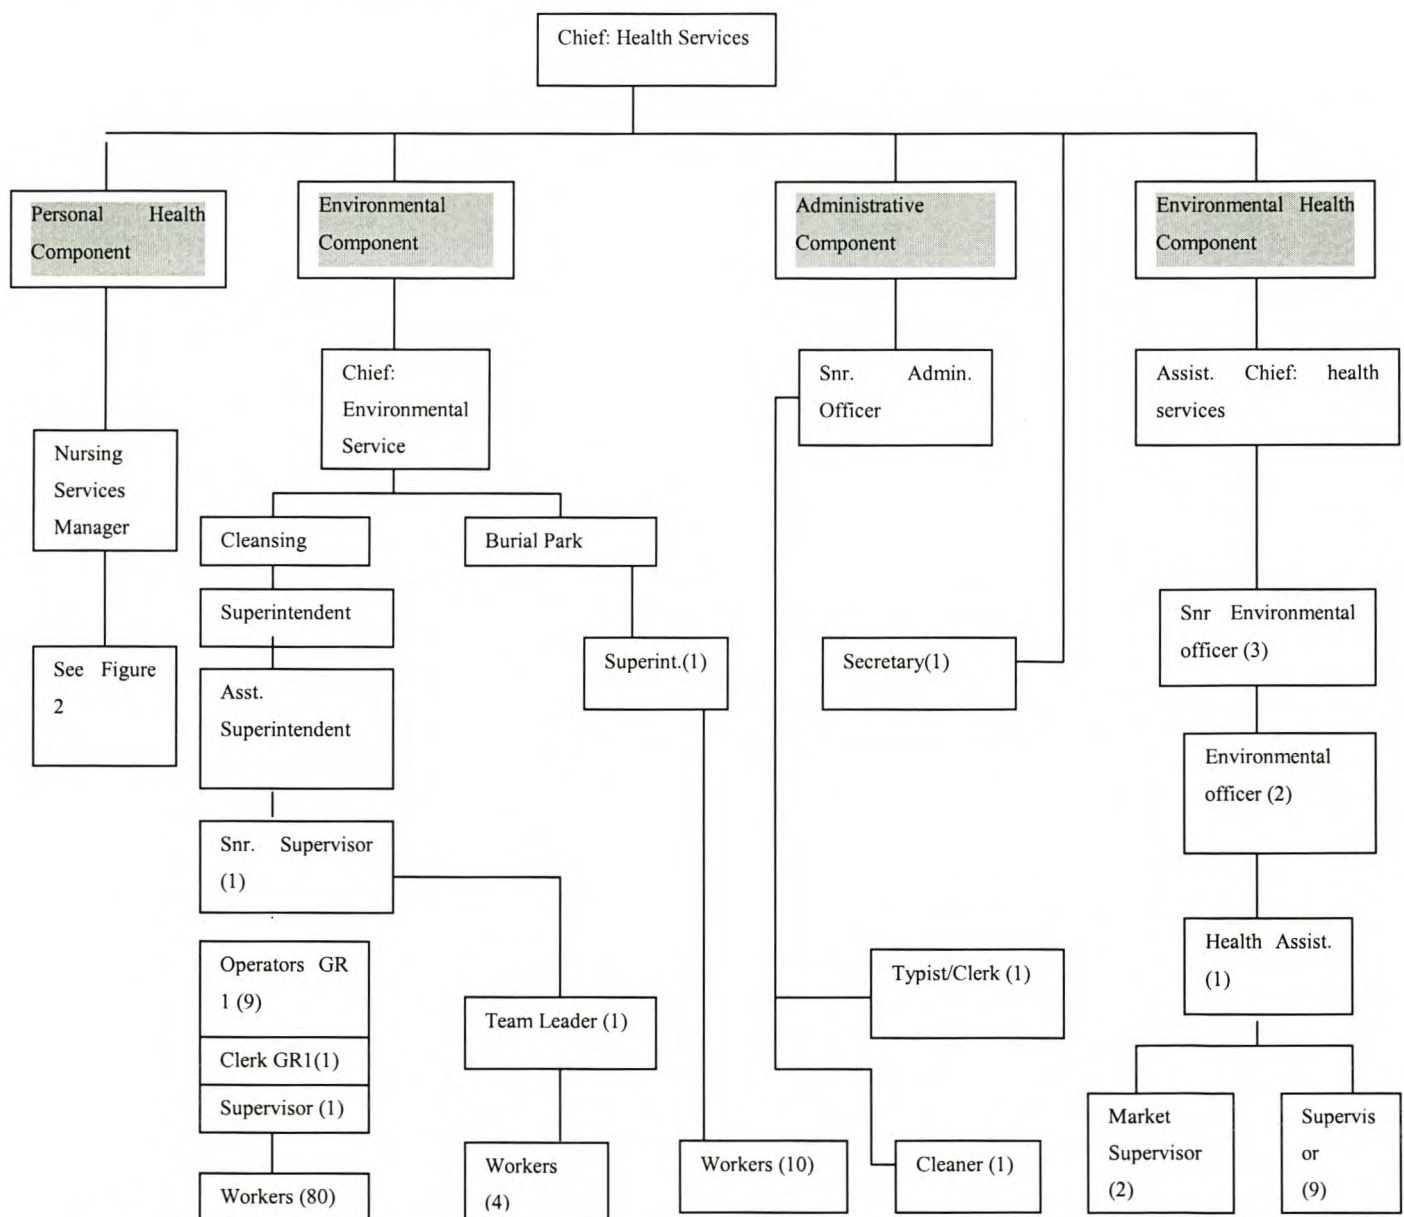 Chief: Health Services
Personal Health
Component
Environmental
Component
Administrative
Component
Environmental Health
Component
Chief:
Environmental
Service
Snr. Admin.
Officer
Assist. Chief: health
services
Nursing
Services
Manager
Cleansing
Burial Park
Superintendent
Snr Environmental
officer (3)
See Figure
2
Superint.(1)
Secretary(1)
Asst.
Superintendent
Environmental
officer (2)
Snr. Supervisor
(1)
Health Assist.
(1)
Operators GR
1 (9)
Typist/Clerk (1)
Team Leader (1)
Clerk GR1(1)
Supervisor (1)
Market
Supervisor
(2)
Supervis
or
(9)
Workers
(4)
Workers (10)
Cleaner (1)
Workers (80)